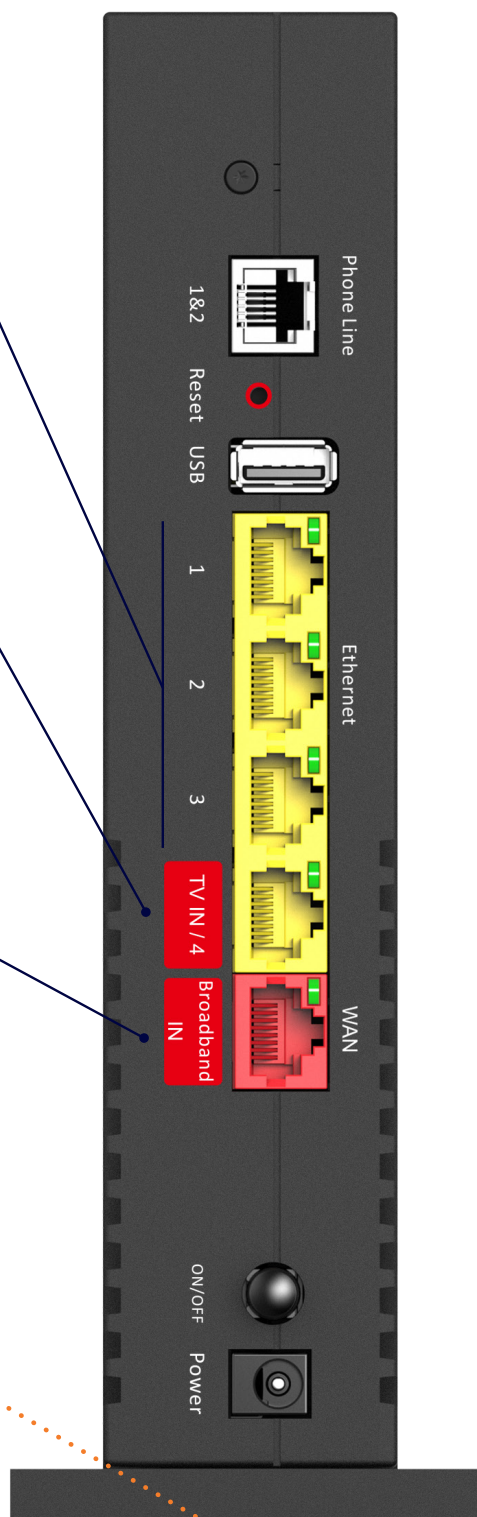 Phone Line
1&2
Reset
USB
Ethernet
1
2
3
TV IN / 4
WAN
Broadband
IN
ON/OFF
Power